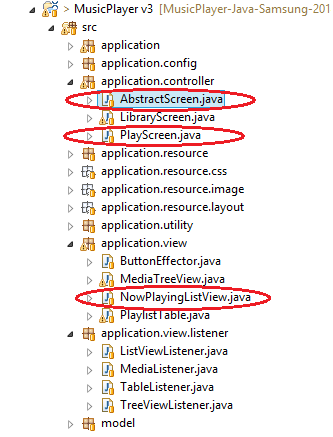 > MusicPlayer v3 [MusicPlayer-Java-Samsung-201
src
application
application.config
application.controller
AbstractScreen.java
LibraryScreen.java
PlayScreen.java
application.resource
application.resource.css
application.resource.image
application.resource.layout
application.utility
application.view
ButtonEffector.java
MediaTreeView.java
NowPlayingListView.java
PlaylistTable.java
application.view.listener
ListViewListener.java
MediaListener.java
TableListener.java
TreeViewListener.java
model